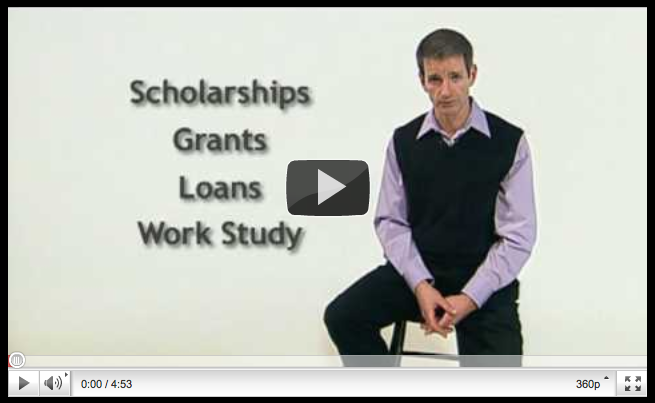 Scholarships
Grants
Loans
Work Study
0:00 / 4:53
360p